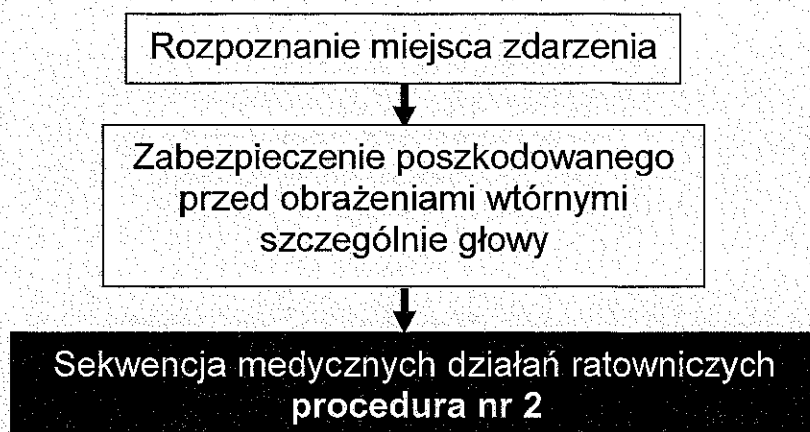 Rozpoznanie miejsca zdarzenia
Zabezpieczenie poszkodowanego
przed obrażeniami wtórnymi
szczególnie głowy
Sekwencja medycznych działań ratowniczych
procedura nr 2